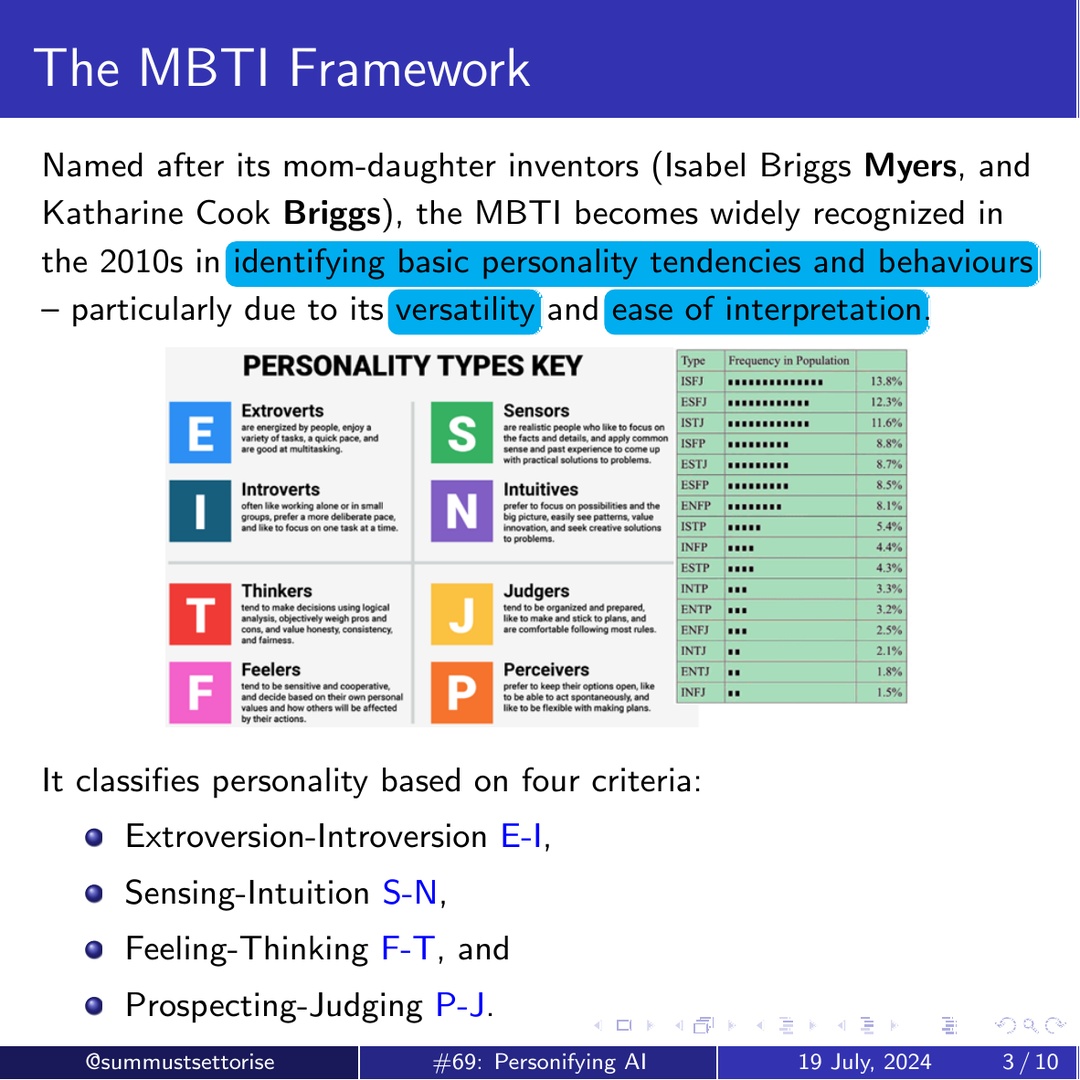 The MBTI Framework
Named after its mom-daughter inventors (Isabel Briggs Myers, and
Katharine Cook Briggs), the MBTI becomes widely recognized in
the 2010s in identifying basic personality tendencies and behaviours
– particularly due to its versatility and ease of interpretation.
PERSONALITY TYPES KEY
E
Extroverts
are energized by people, enjoy a
variety of tasks, a quick pace, and
are good at multitasking.
S
Sensors
are realistic people who like to focus on
the facts and details, and apply common
sense and past experience to come up
with practical solutions to problems.
I
Introverts
often like working alone or in small
groups, prefer a more deliberate pace,
and like to focus on one task at a time.
N
Intuitives
prefer to focus on possibilities and the
big picture, easily see patterns, value
innovation, and seek creative solutions
to problems.
T
Thinkers
tend to make decisions using logical
analysis, objectively weigh pros and
cons, and value honesty, consistency,
and fairness.
J
Judgers
tend to be organized and prepared,
like to make and stick to plans, and
are comfortable following most rules.
F
Feelers
tend to be sensitive and cooperative,
and decide based on their own personal
values and how others will be affected
by their actions.
P
Perceivers
prefer to keep their options open, like
to be able to act spontaneously, and
like to be flexible with making plans.
Type Frequency in Population
ISFJ 13.8%
ESFJ 12.3%
ISTJ 11.6%
ISFP 8.8%
ESTJ 8.7%
ESFP 8.5%
ENFP 8.1%
ISTP 5.4%
INFP 4.4%
ESTP 4.3%
INTP 3.3%
ENTP 3.2%
ENFJ 2.5%
INTJ 2.1%
ENTJ 1.8%
INFJ 1.5%
It classifies personality based on four criteria:
Extroversion-Introversion E-I,
Sensing-Intuition S-N,
Feeling-Thinking F-T, and
Prospecting-Judging P-J.
@summustsettorise #69: Personifying AI 19 July, 2024 3 / 10